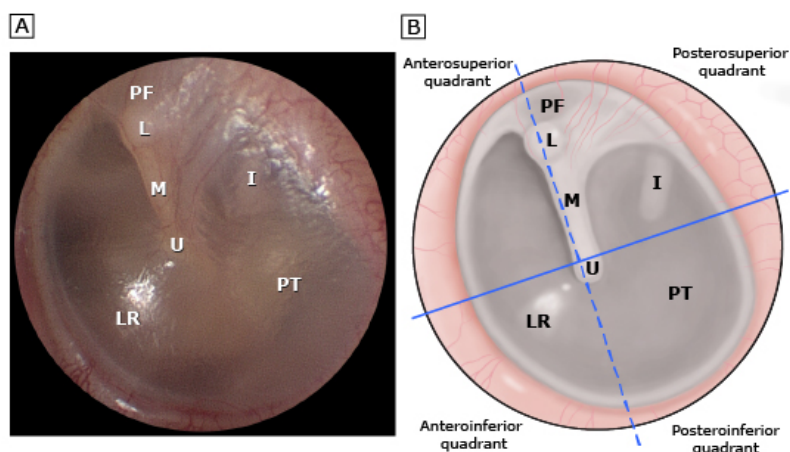 A
PF
L
M
I
U
PT
LR
B
Anterosuperior
quadrant
Posterosuperior
quadrant
PF
L
M
I
U
PT
LR
Anteroinferior
quadrant
Posteroinferior
quadrant